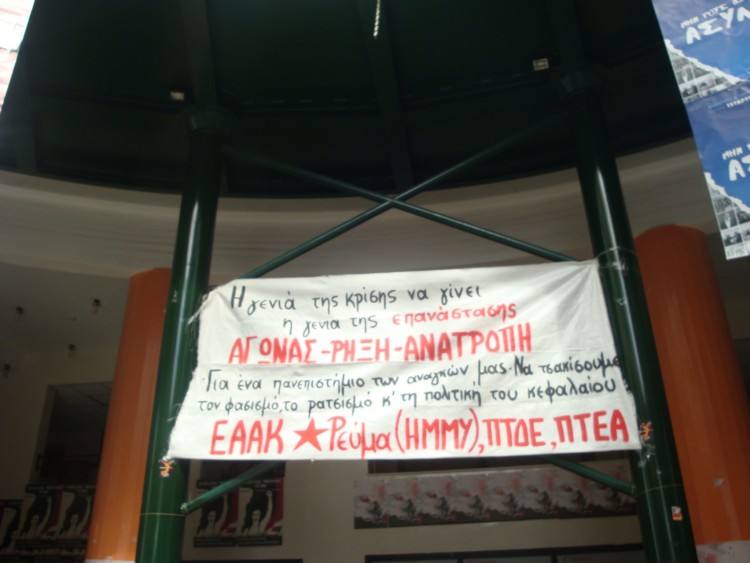 Η γενιά της κρίσης να γίνει
η γενια της επανάστασης
ΑΓΩΝΑΣ-ΡΗΞΗ-ΑΝΑΤΡΟΠΗ
Για ένα πανεπιστήμιο των αναγκών μας. Να τσακίσουμε
τον φασισμό, το ρατσισμό κ' τη πολιτική του κεφαλαίου
ΕΑΑΚ ★ Ρεύμα (ΗΜΜΥ), ΠΤΔΕ, ΠΤΕΑ